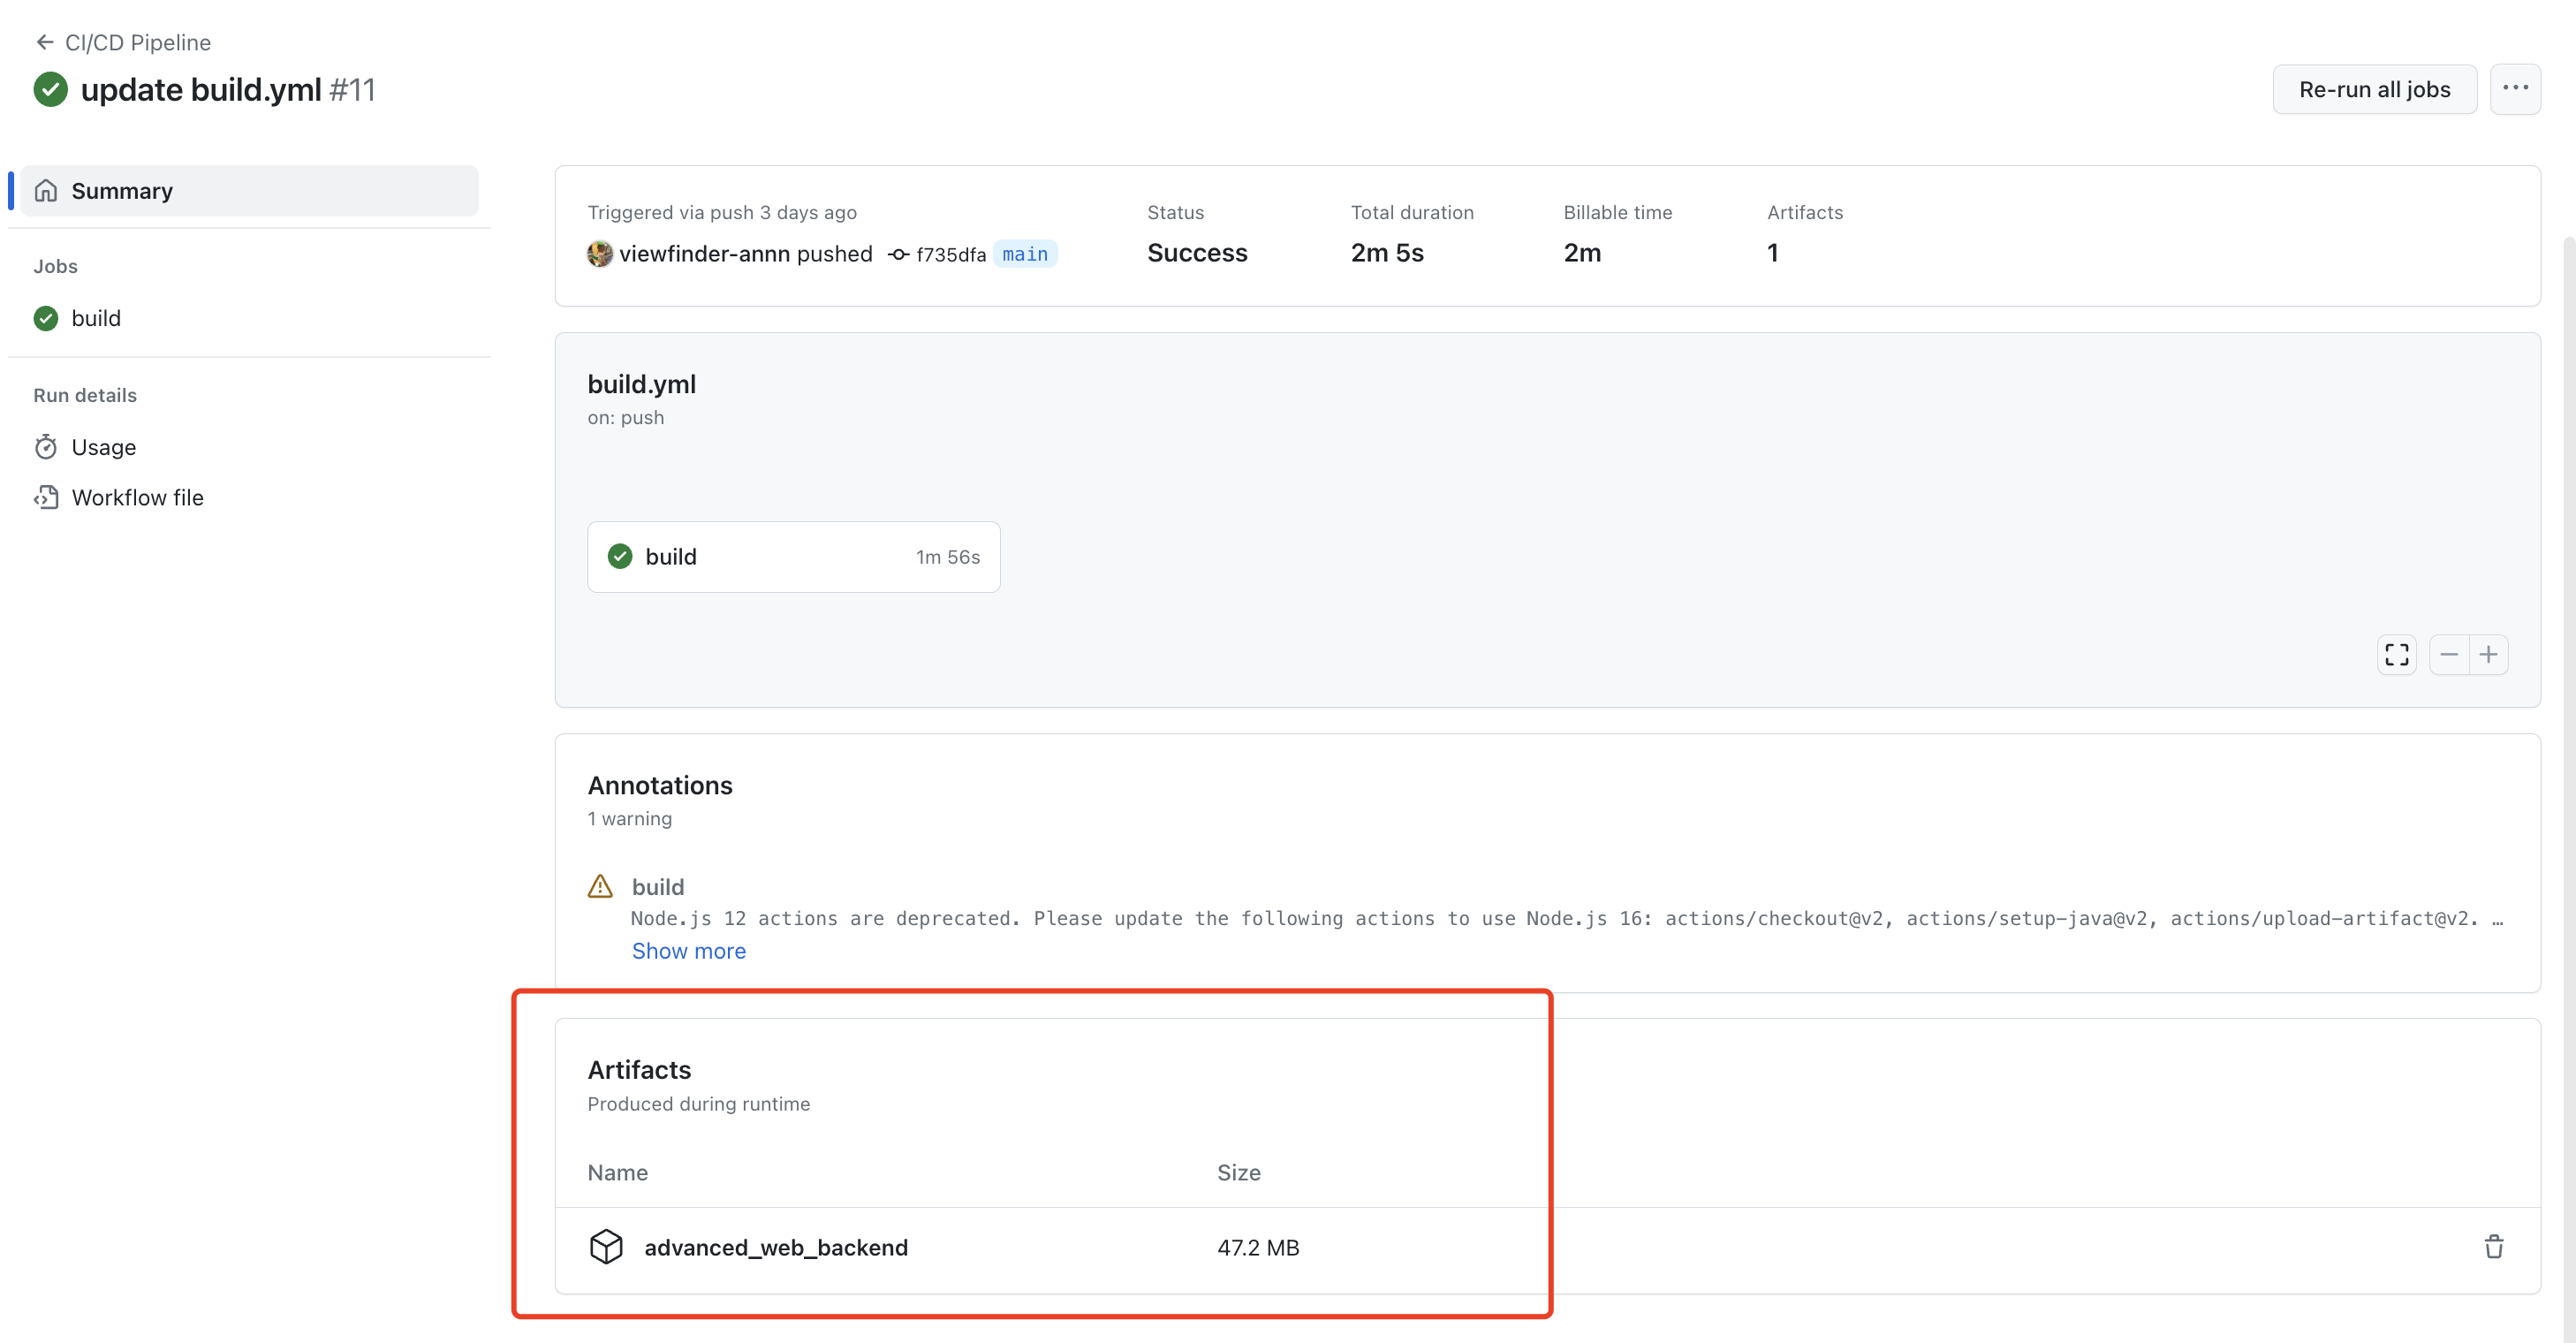 CI/CD Pipeline
update build.yml #11
Re-run all jobs
Summary
Jobs
build
Run details
Usage
Workflow file
Triggered via push 3 days ago
viewfinder-annn pushed f735dfa main
Status
Success
Total duration
2m 5s
Billable time
2m
Artifacts
1
build.yml
on: push
build 1m 56s
Annotations
1 warning
build
Node.js 12 actions are deprecated. Please update the following actions to use Node.js 16: actions/checkout@v2, actions/setup-java@v2, actions/upload-artifact@v2. …
Show more
Artifacts
Produced during runtime
Name Size
advanced_web_backend 47.2 MB